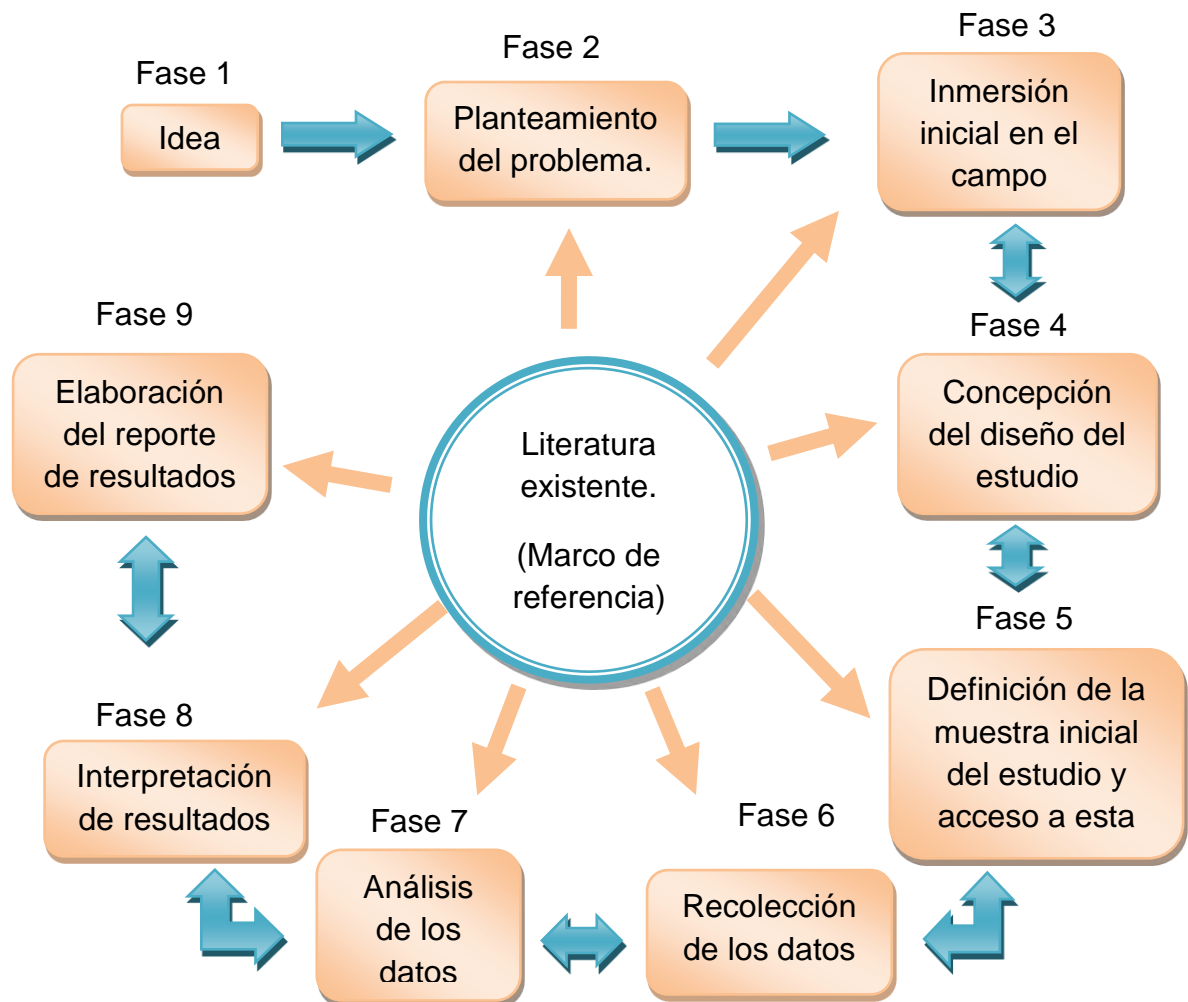 Fase 1
Idea
Fase 2
Planteamiento
del problema.
Fase 3
Inmersión
inicial en el
campo
Fase 4
Concepción
del diseño del
estudio
Fase 5
Definición de la
muestra inicial
del estudio y
acceso a esta
Fase 6
Recolección
de los datos
Fase 7
Análisis
de los
datos
Fase 8
Interpretación
de resultados
Fase 9
Elaboración
del reporte
de resultados
Literatura
existente.
(Marco de
referencia)